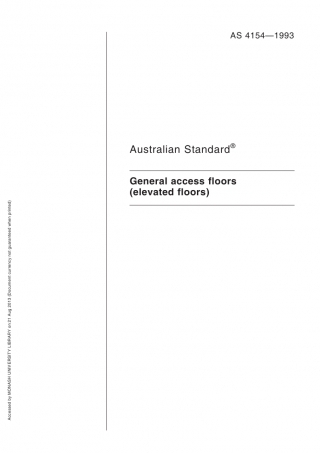 AS 4154—1993
Australian Standard®
General access floors
(elevated floors)
Accessed by MONASH UNIVERSITY LIBRARY on 21 Aug 2013 (Document currency not guaranteed when printed)